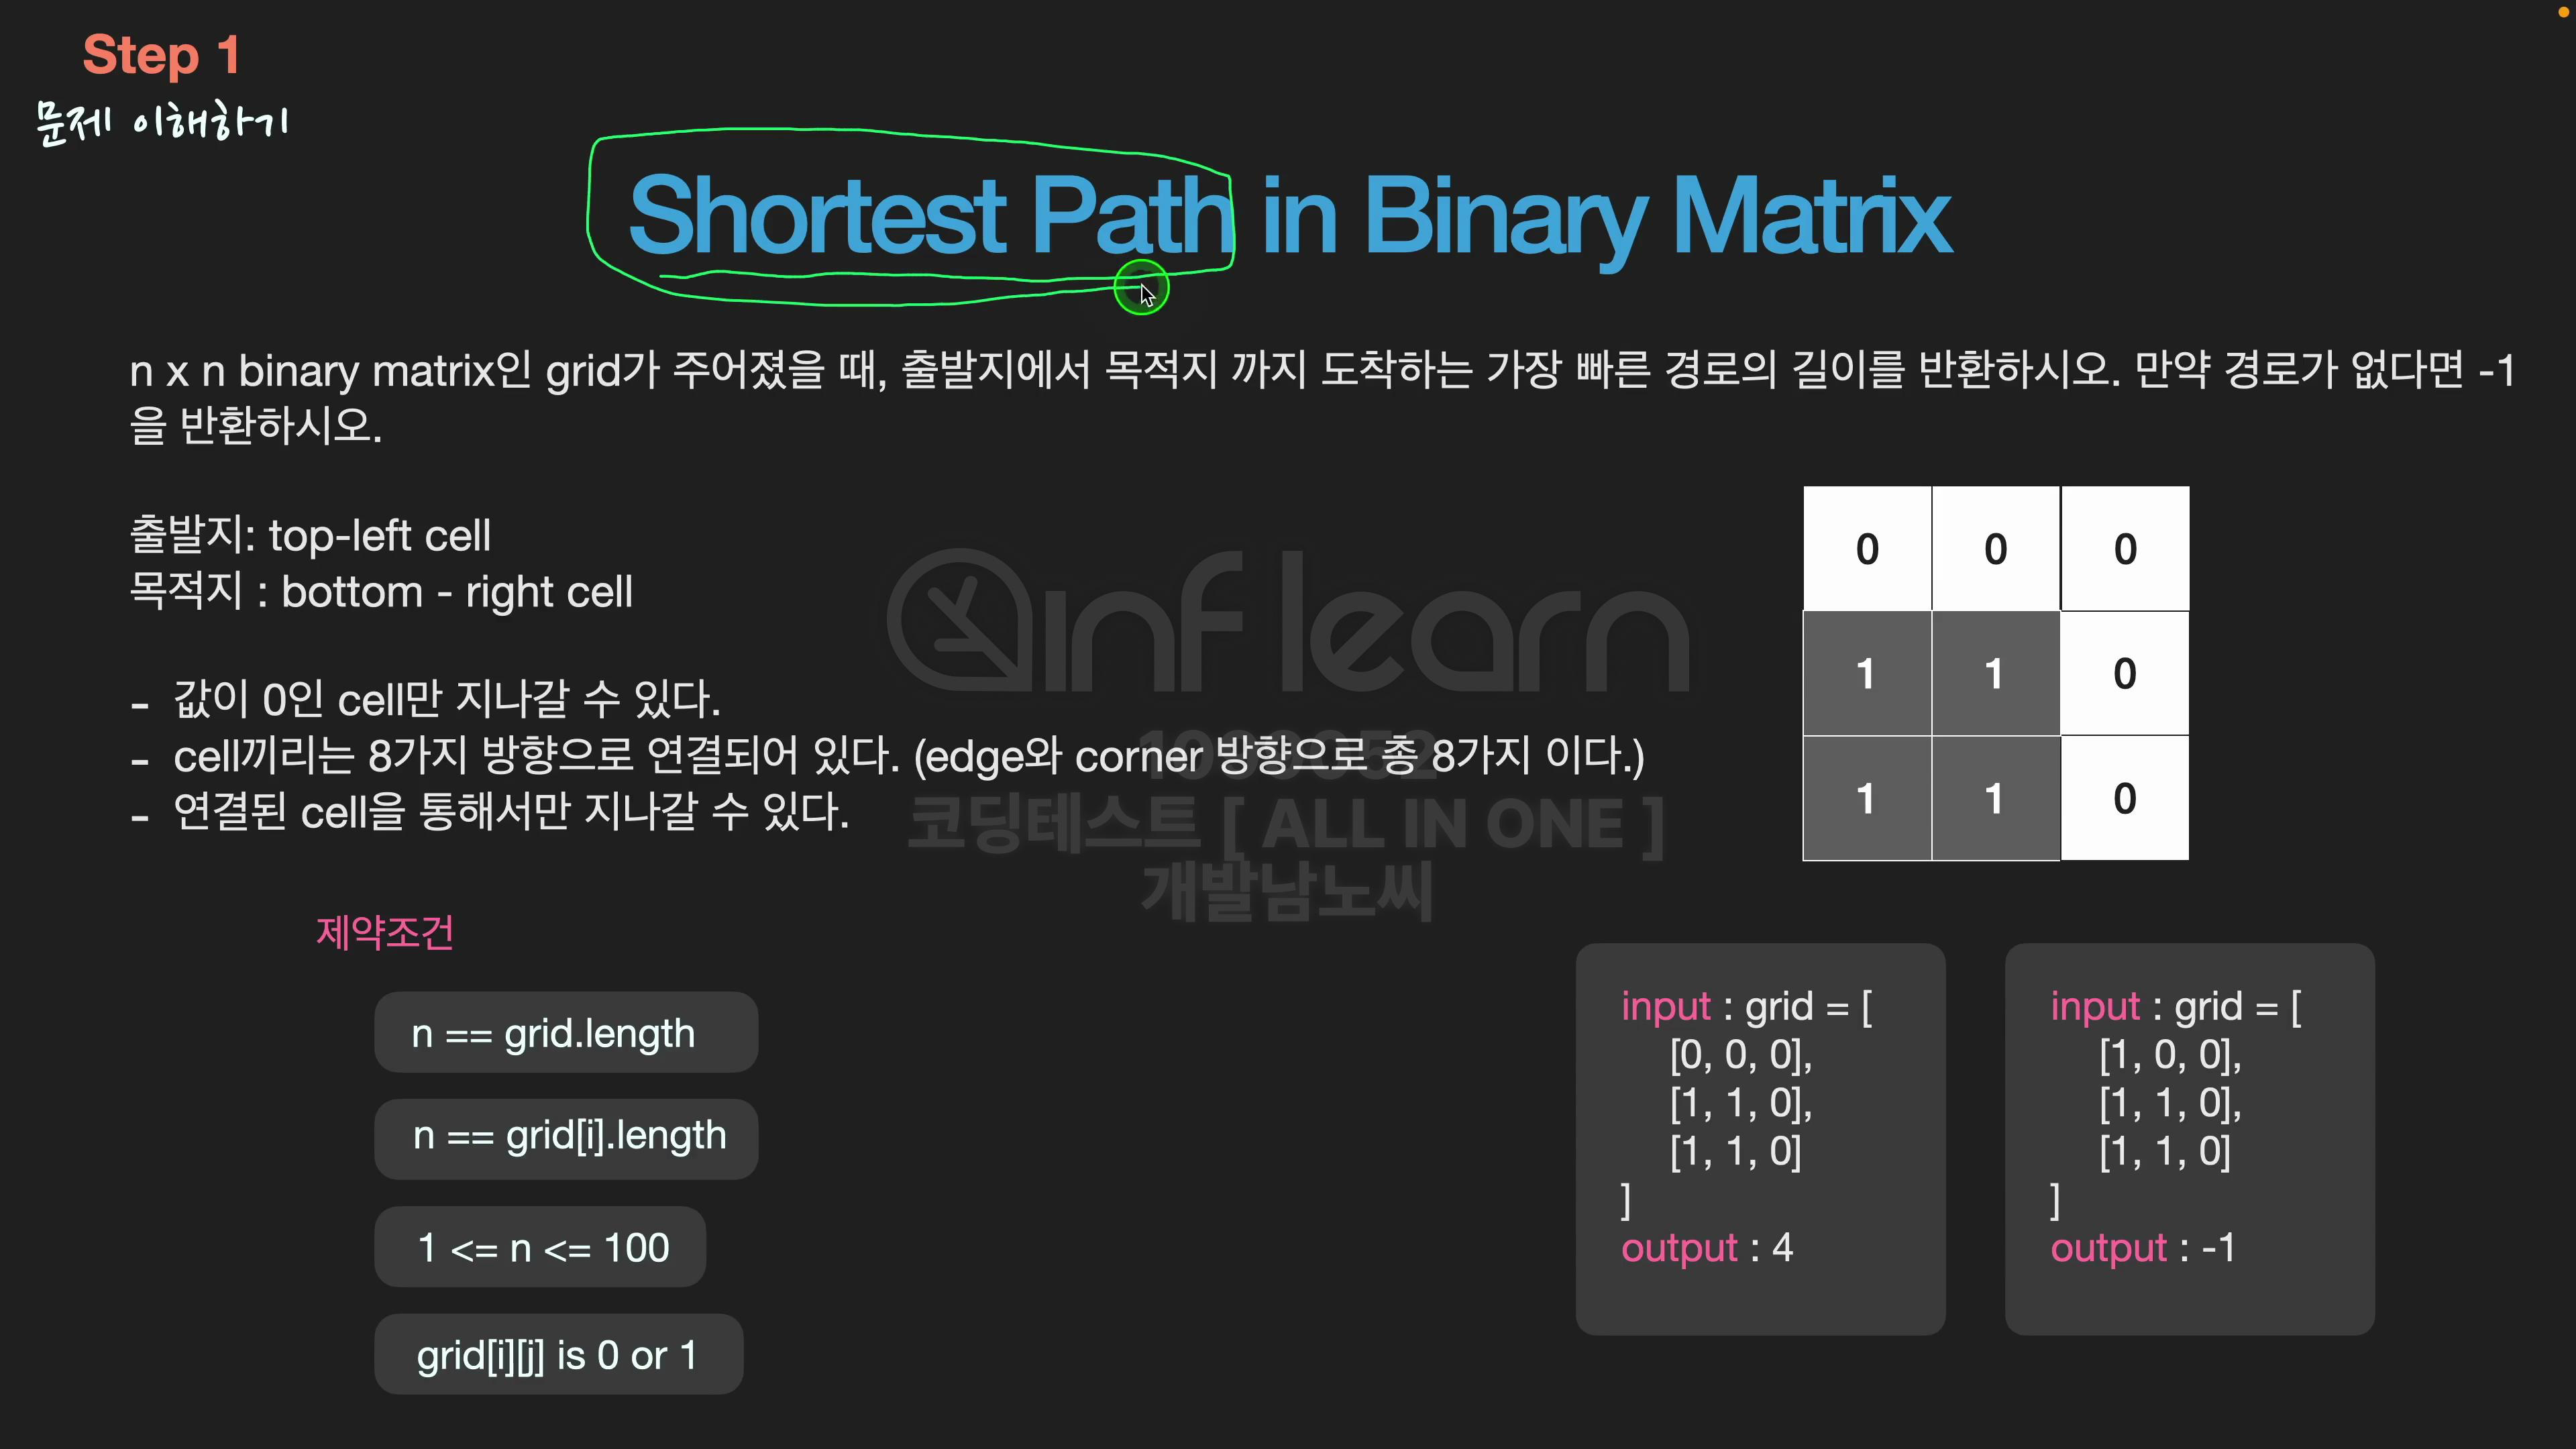 Step 1
문제 이해하기
Shortest Path in Binary Matrix
n x n binary matrix인 grid가 주어졌을 때, 출발지에서 목적지 까지 도착하는 가장 빠른 경로의 길이를 반환하시오. 만약 경로가 없다면 -1
을 반환하시오.
출발지: top-left cell
목적지 : bottom - right cell
- 값이 0인 cell만 지나갈 수 있다.
- cell끼리는 8가지 방향으로 연결되어 있다. (edge와 corner 방향으로 총 8가지 이다.)
- 연결된 cell을 통해서만 지나갈 수 있다.
0 0 0
1 1 0
1 1 0
inflearn
코딩테스트 [ ALL IN ONE ]
개발남노씨
제약조건
n == grid.length
n == grid[i].length
1 <= n <= 100
grid[i][j] is 0 or 1
input : grid = [
[0, 0, 0],
[1, 1, 0],
[1, 1, 0]
]
output : 4
input : grid = [
[1, 0, 0],
[1, 1, 0],
[1, 1, 0]
]
output : -1